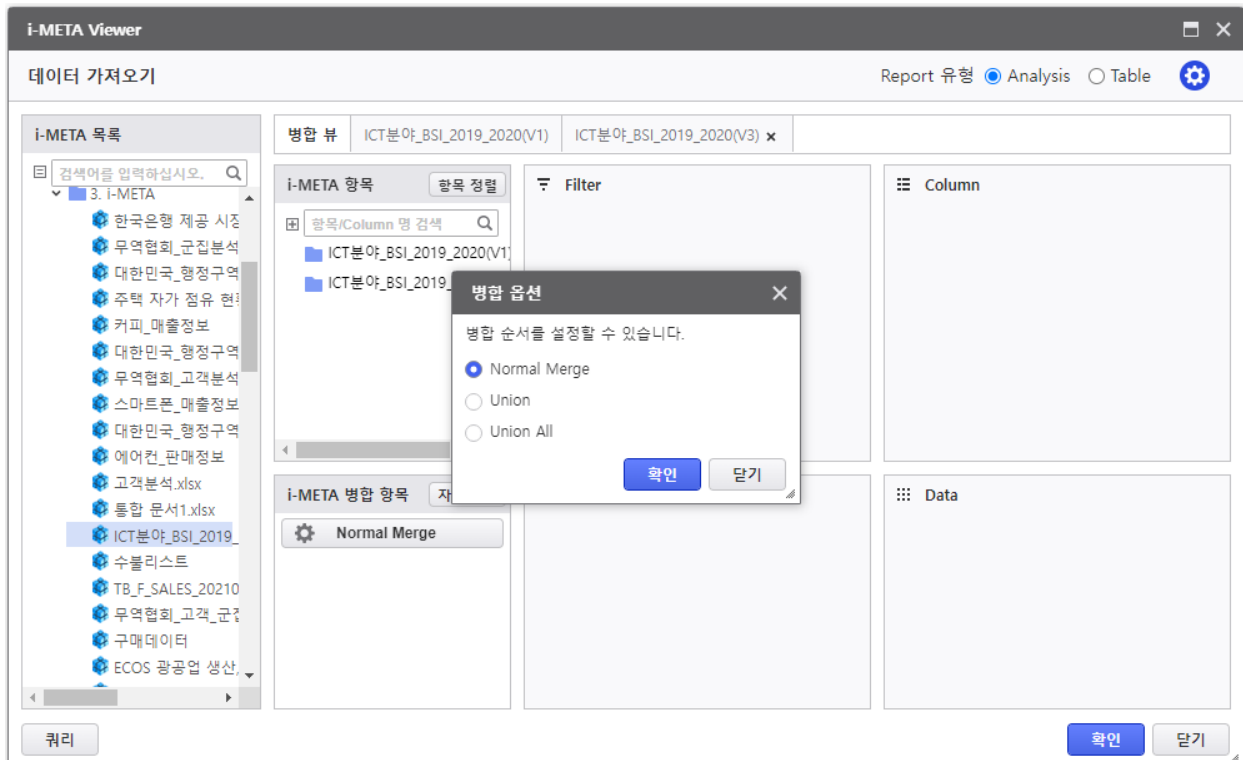 i-META Viewer
데이터 가져오기
Report 유형 Analysis Table
i-META 목록
검색어를 입력하십시오.
3. i-META
한국은행 제공 시장
무역협회_군집분석
대한민국_행정구역
주택 자가 점유 현
커피_매출정보
대한민국_행정구역
무역협회_고객분석
스마트폰_매출정보
대한민국_행정구역
에어컨_판매정보
고객분석.xlsx
통합 문서1.xlsx
ICT분야_BSI_2019_
수불리스트
TB_F_SALES_20210
무역협회_고객_군집
구매데이터
ECOS 광공업 생산,
병합 뷰 ICT분야_BSI_2019_2020(V1) ICT분야_BSI_2019_2020(V3)
i-META 항목 항목 정렬
항목/Column 명 검색
ICT분야_BSI_2019_2020(V1)
ICT분야_BSI_2019_
Filter
Column
병합 옵션
병합 순서를 설정할 수 있습니다.
Normal Merge
Union
Union All
확인 닫기
i-META 병합 항목 자
Normal Merge
Data
쿼리
확인 닫기